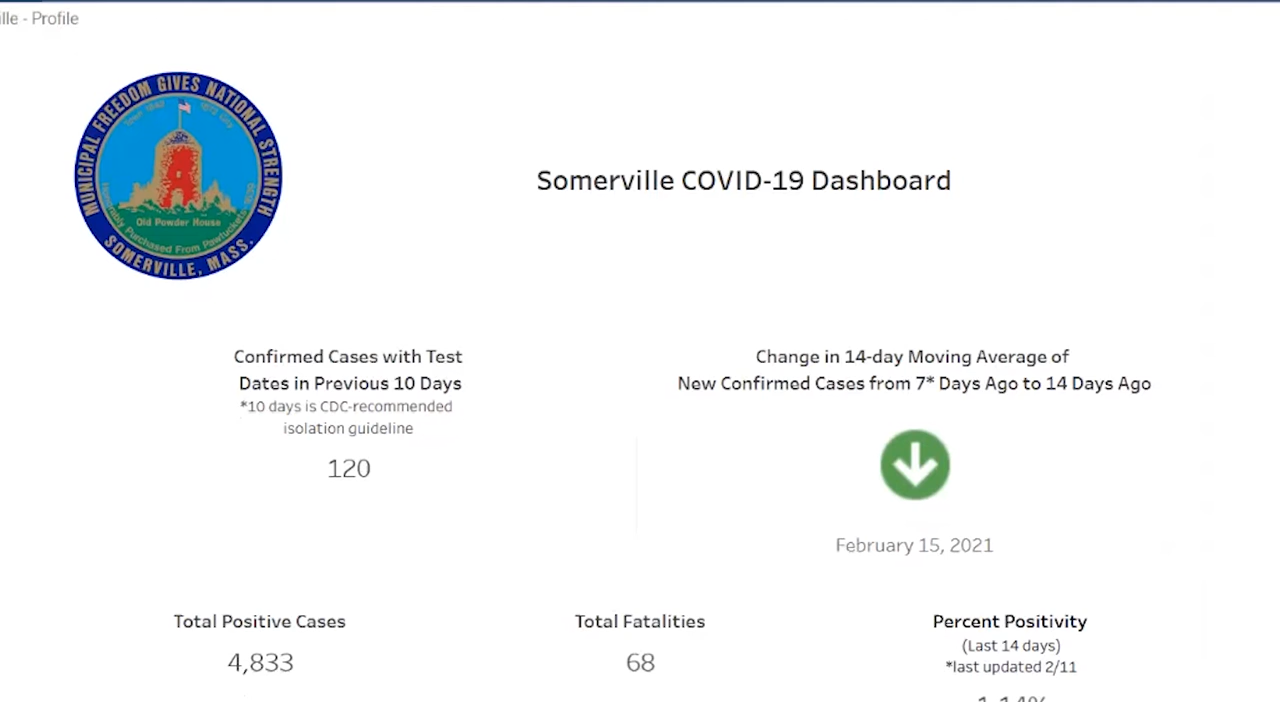 lle - Profile
MUNICIPAL FREEDOM GIVES NATIONAL STRENGTH
Old Powder House
Purchased From Pawtuckets
SOMERVILLE, MASS.
Somerville COVID-19 Dashboard
Confirmed Cases with Test
Dates in Previous 10 Days
*10 days is CDC-recommended
isolation guideline
120
Change in 14-day Moving Average of
New Confirmed Cases from 7* Days Ago to 14 Days Ago
February 15, 2021
Total Positive Cases
4,833
Total Fatalities
68
Percent Positivity
(Last 14 days)
*last updated 2/11